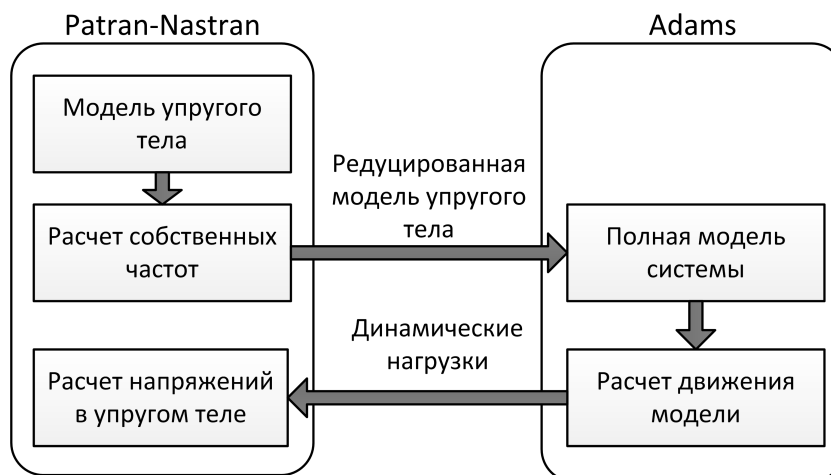 Patran-Nastran
Adams
Модель упругого
тела
Расчет собственных
частот
Редуцированная
модель упругого
тела
Полная модель
системы
Динамические
нагрузки
Расчет напряжений
в упругом теле
Расчет движения
модели